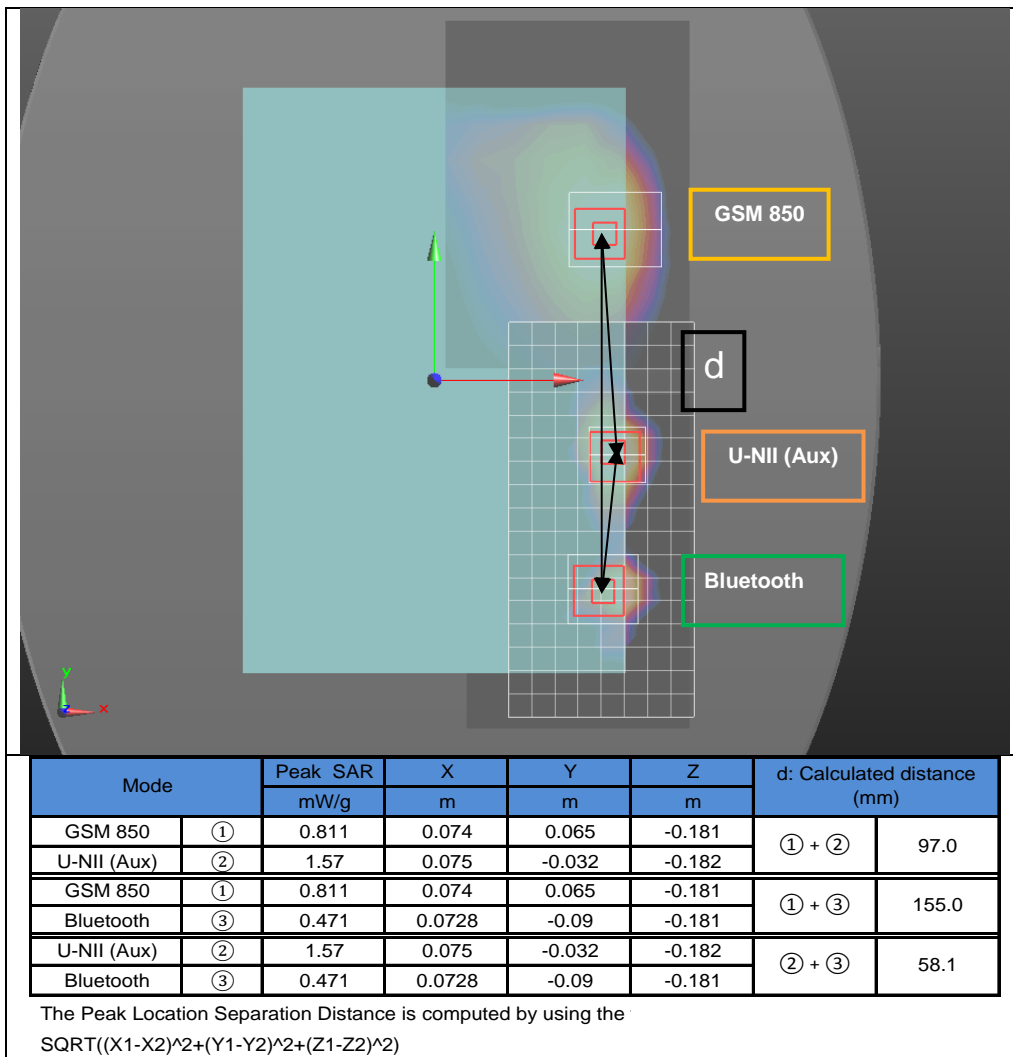 GSM 850
d
U-NII (Aux)
Bluetooth
y
z x
Mode Peak SAR X Y Z d: Calculated distance (mm)
mW/g m m m
GSM 850 ① 0.811 0.074 0.065 -0.181 ① + ② 97.0
U-NII (Aux) ② 1.57 0.075 -0.032 -0.182
GSM 850 ① 0.811 0.074 0.065 -0.181 ① + ③ 155.0
Bluetooth ③ 0.471 0.0728 -0.09 -0.181
U-NII (Aux) ② 1.57 0.075 -0.032 -0.182 ② + ③ 58.1
Bluetooth ③ 0.471 0.0728 -0.09 -0.181
The Peak Location Separation Distance is computed by using the
SQRT((X1-X2)^2+(Y1-Y2)^2+(Z1-Z2)^2)